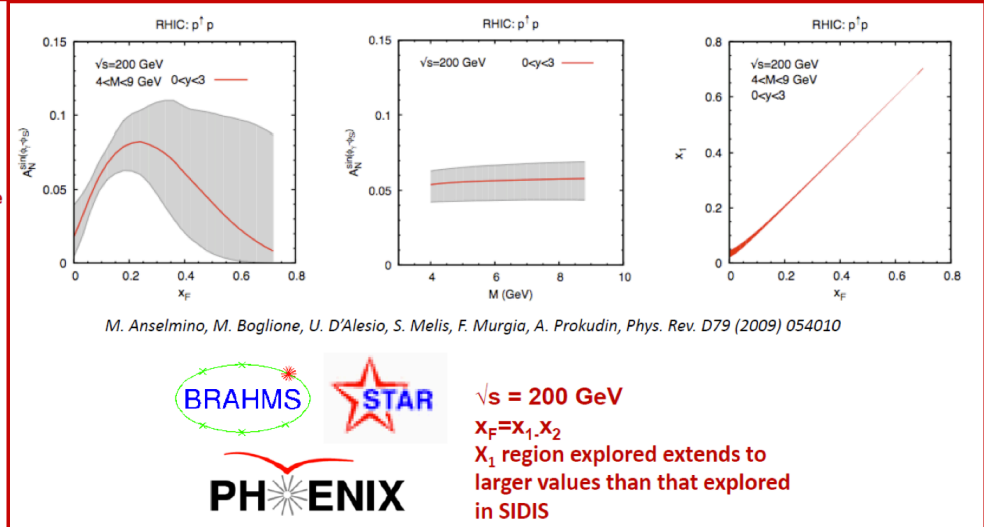 RHIC: p↑ p
0.15
0.1
0.05
0
0 0.2 0.4 0.6 0.8
x_F
A_N^sin(ϕ_γ-ϕ_S)
√s=200 GeV
4<M<9 GeV 0<y<3
RHIC: p↑ p
0.15
0.1
0.05
0
2 4 6 8 10
M (GeV)
A_N^sin(ϕ_γ-ϕ_S)
√s=200 GeV 0<y<3
RHIC: p↑ p
0.8
0.6
0.4
0.2
0
0 0.2 0.4 0.6 0.8
x_F
x_1
√s=200 GeV
4<M<9 GeV
0<y<3
e
M. Anselmino, M. Boglione, U. D'Alesio, S. Melis, F. Murgia, A. Prokudin, Phys. Rev. D79 (2009) 054010
BRAHMS
STAR
PHENIX
√s = 200 GeV
x_F=x_1-x_2
X_1 region explored extends to
larger values than that explored
in SIDIS